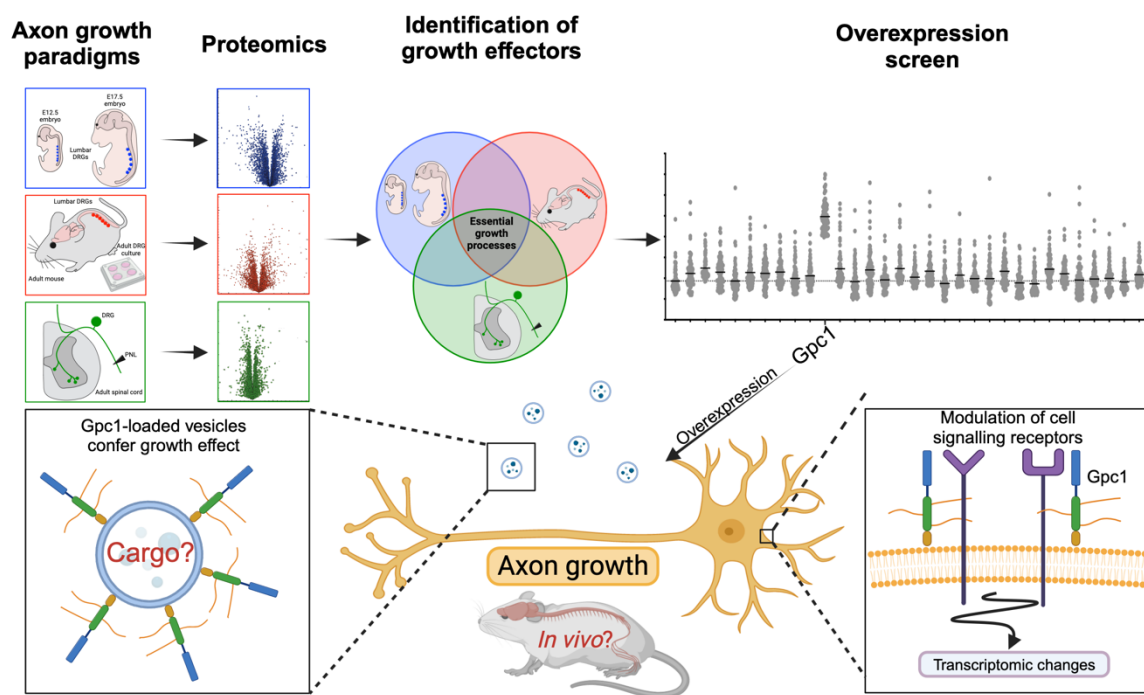 Axon growth
paradigms
Proteomics
Identification of
growth effectors
Overexpression
screen
E12.5
embryo
E17.5
embryo
Lumbar
DRGs
Lumbar DRGs
Adult DRG
culture
Adult mouse
DRG
PNL
Adult spinal cord
Essential
growth
processes
Gpc1
Overexpression
Gpc1-loaded vesicles
confer growth effect
Cargo?
Axon growth
In vivo?
Modulation of cell
signalling receptors
Gpc1
Transcriptomic changes